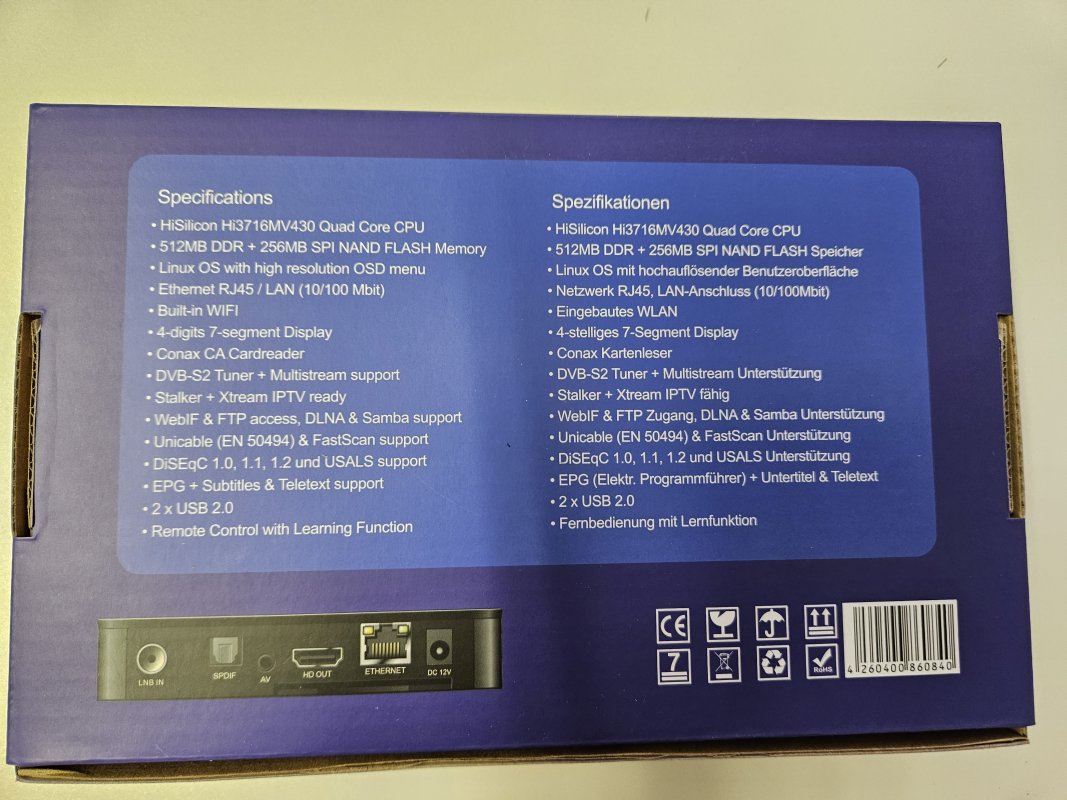 Specifications
• HiSilicon Hi3716MV430 Quad Core CPU
• 512MB DDR + 256MB SPI NAND FLASH Memory
• Linux OS with high resolution OSD menu
• Ethernet RJ45 / LAN (10/100 Mbit)
• Built-in WIFI
• 4-digits 7-segment Display
• Conax CA Cardreader
• DVB-S2 Tuner + Multistream support
• Stalker + Xtream IPTV ready
• WebIF & FTP access, DLNA & Samba support
• Unicable (EN 50494) & FastScan support
• DiSEqC 1.0, 1.1, 1.2 und USALS support
• EPG + Subtitles & Teletext support
• 2 x USB 2.0
• Remote Control with Learning Function
Spezifikationen
• HiSilicon Hi3716MV430 Quad Core CPU
• 512MB DDR + 256MB SPI NAND FLASH Speicher
• Linux OS mit hochauflösender Benutzeroberfläche
• Netzwerk RJ45, LAN-Anschluss (10/100Mbit)
• Eingebautes WLAN
• 4-stelliges 7-Segment Display
• Conax Kartenleser
• DVB-S2 Tuner + Multistream Unterstützung
• Stalker + Xtream IPTV fähig
• WebIF & FTP Zugang, DLNA & Samba Unterstützung
• Unicable (EN 50494) & FastScan Unterstützung
• DiSEqC 1.0, 1.1, 1.2 und USALS Unterstützung
• EPG (Elektr. Programmführer) + Untertitel & Teletext
• 2 x USB 2.0
• Fernbedienung mit Lernfunktion
LNB IN
SPDIF
AV
HD OUT
ETHERNET
DC 12V
CE
7
RoHS
4 260400 860840